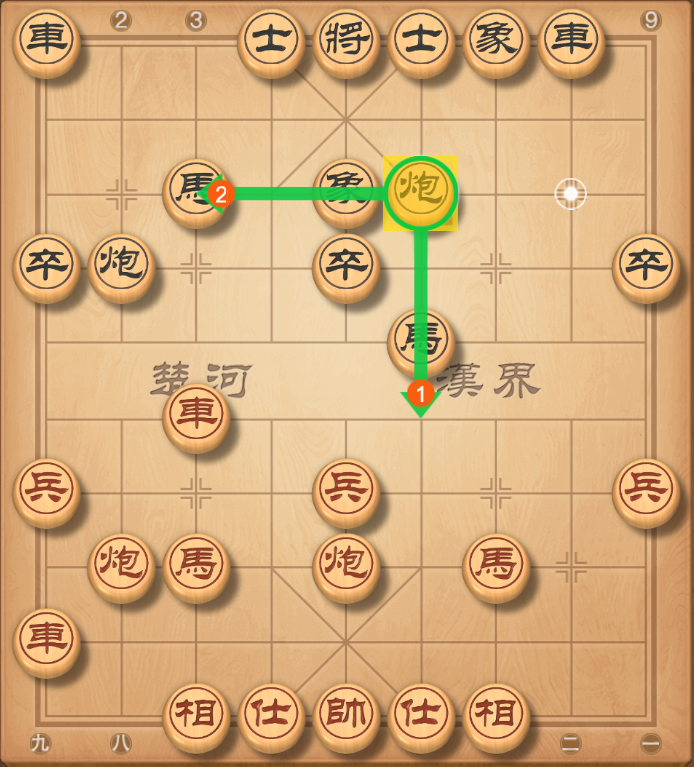 2 3 9
車 士 將 士 象 車
馬 2 象 炮
卒 炮 卒 卒
馬
楚河 漢界
1
車
兵 兵 兵
炮 馬 炮 馬
車
相 仕 帥 仕 相
九 八 二 一